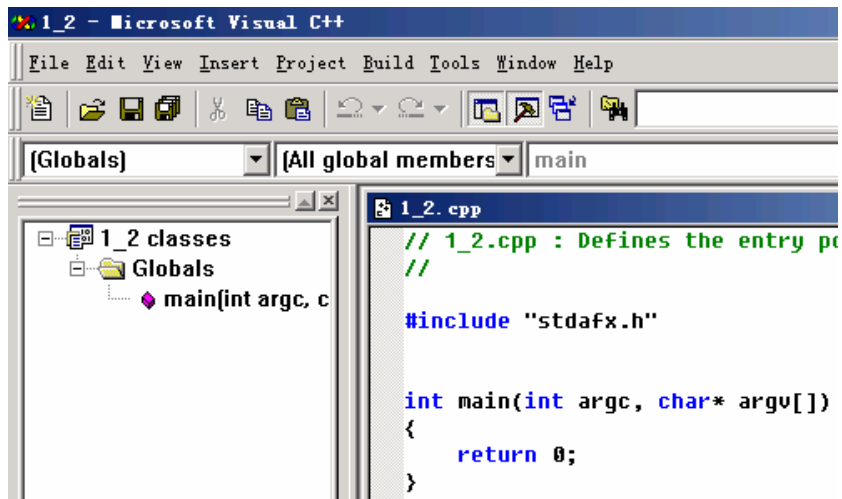 1_2 - Microsoft Visual C++
File Edit View Insert Project Build Tools Window Help
(Globals) (All global members main
1_2 classes
Globals
main(int argc, c
1_2.cpp
// 1_2.cpp : Defines the entry po
//
#include "stdafx.h"
int main(int argc, char* argv[])
{
return 0;
}